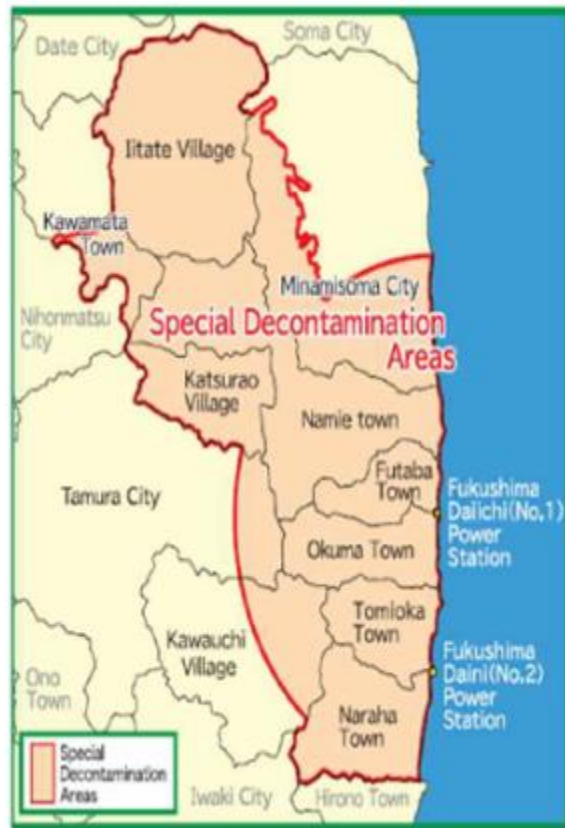 Date City
Soma City
Iitate Village
Kawamata
Town
Minamisoma City
Nihonmatsu
City
Special Decontamination
Areas
Katsurao
Village
Namie town
Futaba
Town
Tamura City
Fukushima
Daiichi(No.1)
Power
Station
Okuma Town
Tomioka
Town
Kawauchi
Village
Fukushima
Daini(No.2)
Power
Station
Ono
Town
Naraha
Town
Special
Decontamination
Areas
Iwaki City
Hirono Town